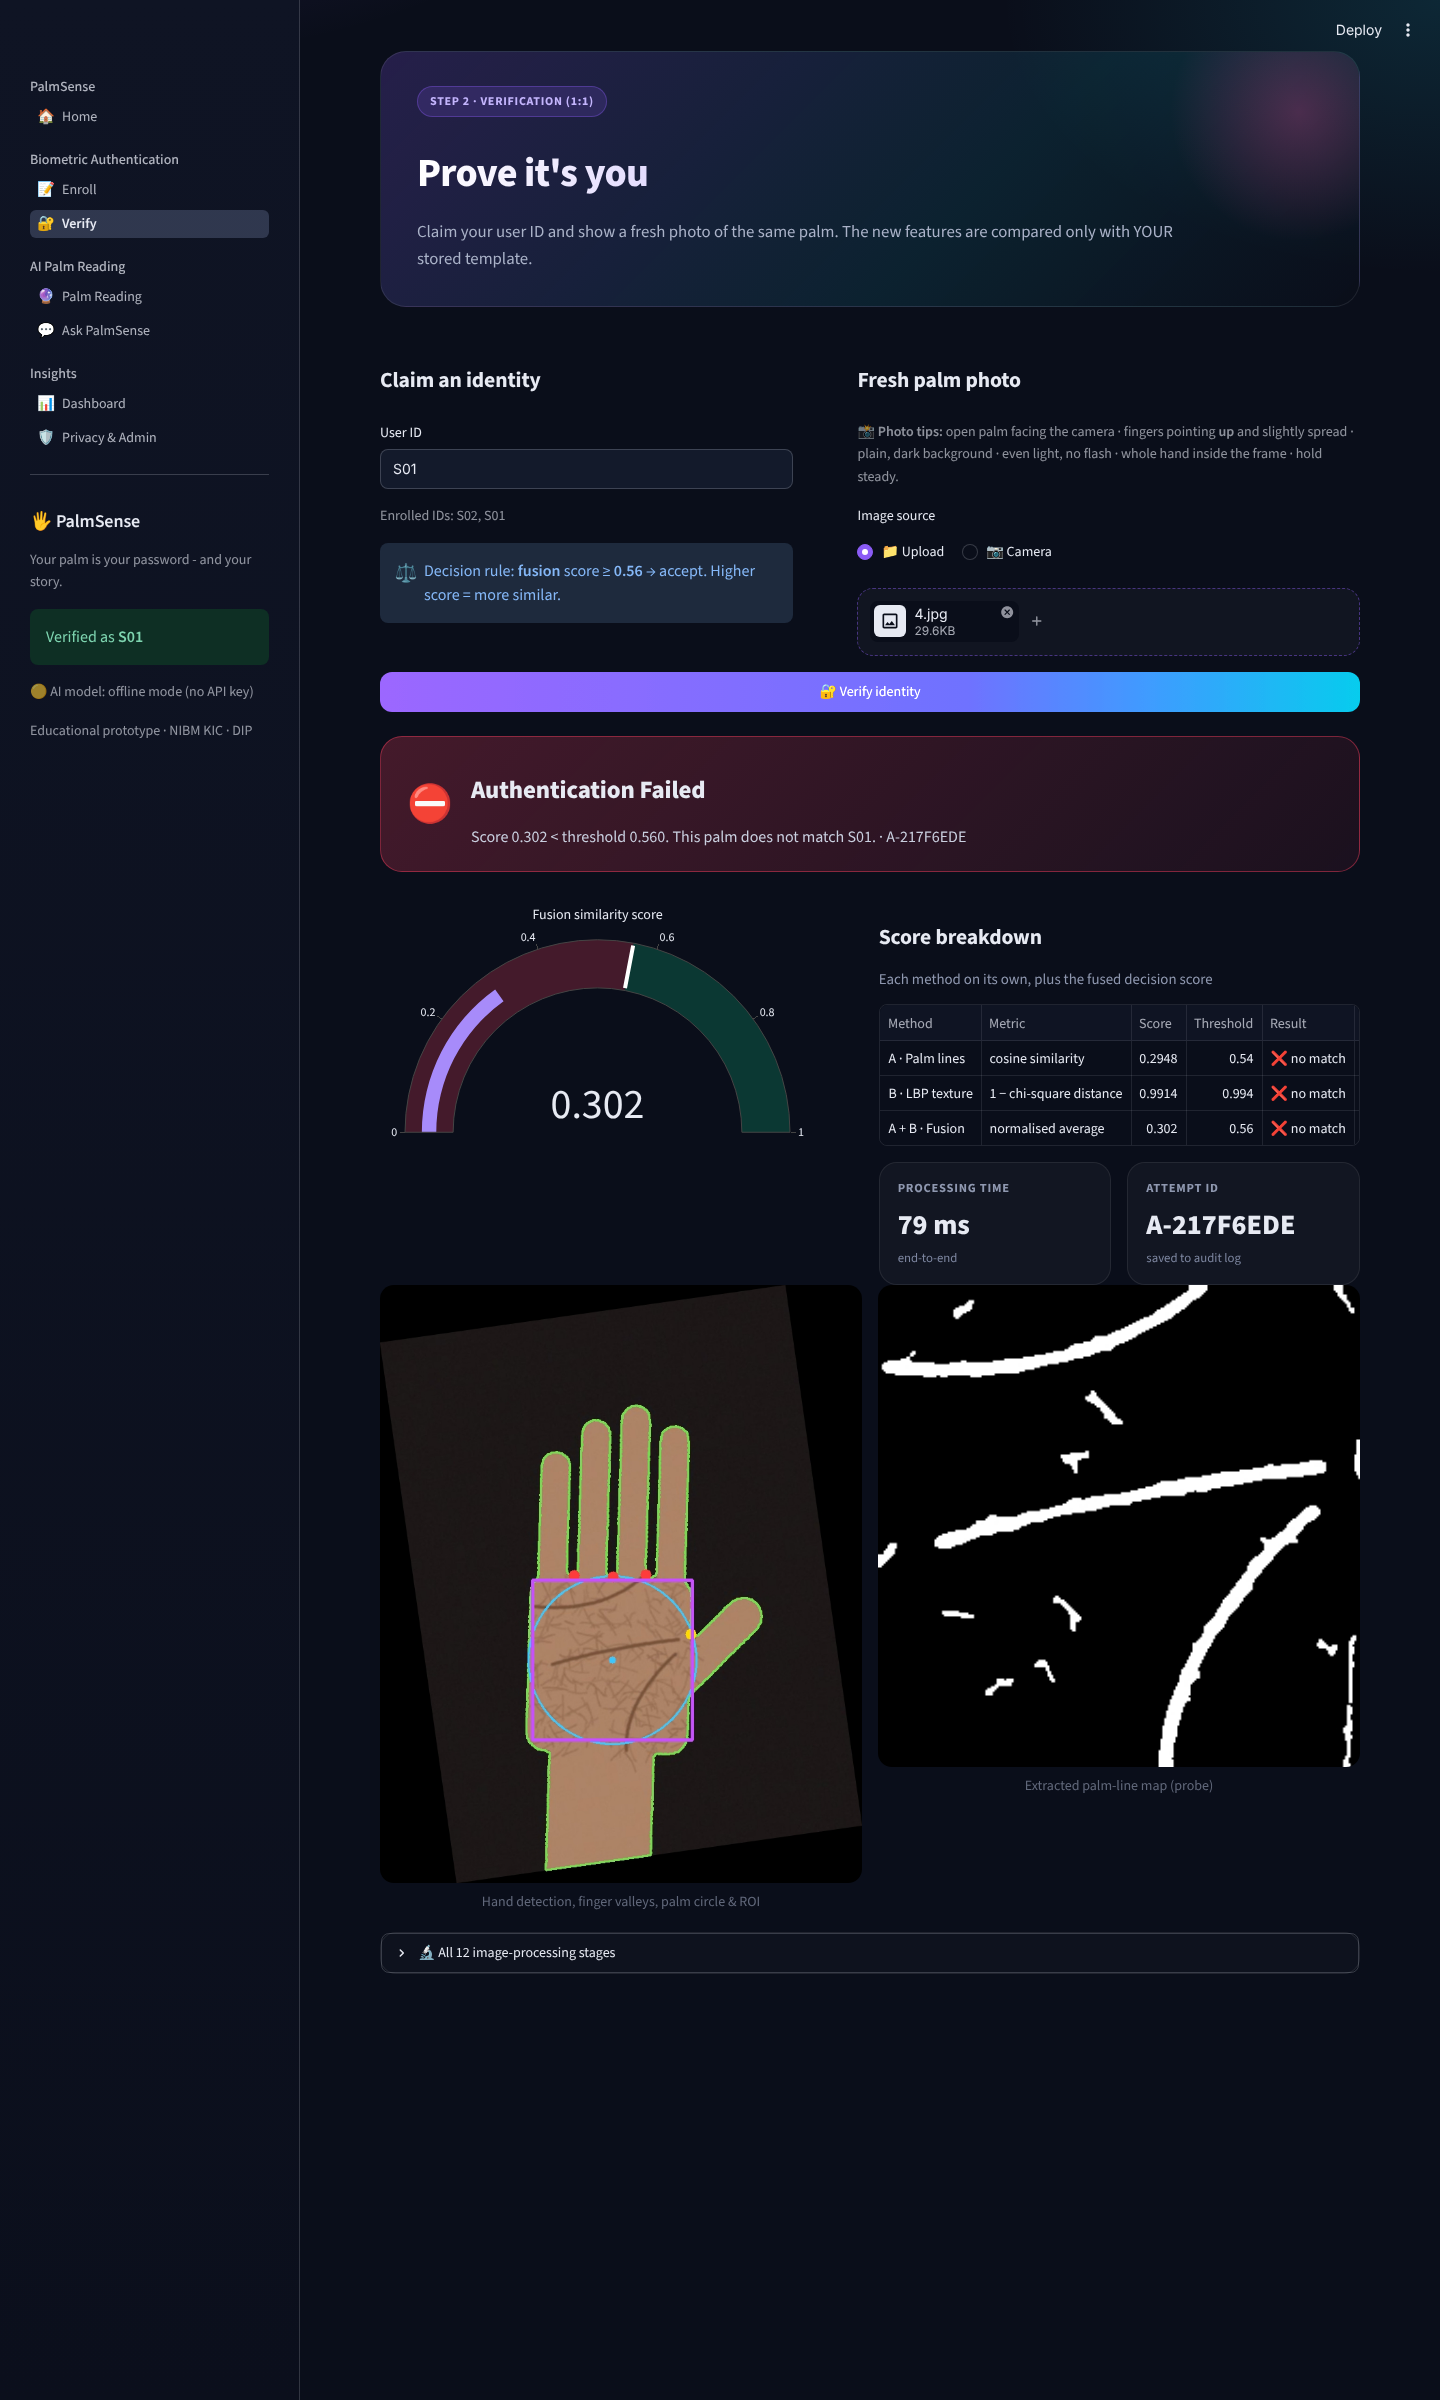 Deploy
PalmSense
🏠 Home
Biometric Authentication
📝 Enroll
🔐 Verify
AI Palm Reading
🔮 Palm Reading
💬 Ask PalmSense
Insights
📊 Dashboard
🛡️ Privacy & Admin
🖐️ PalmSense
Your palm is your password - and your
story.
Verified as S01
🟡 AI model: offline mode (no API key)
Educational prototype · NIBM KIC · DIP
STEP 2 · VERIFICATION (1:1)
Prove it's you
Claim your user ID and show a fresh photo of the same palm. The new features are compared only with YOUR
stored template.
Claim an identity
User ID
S01
Enrolled IDs: S02, S01
⚖️ Decision rule: fusion score ≥ 0.56 → accept. Higher
score = more similar.
Fresh palm photo
📸 Photo tips: open palm facing the camera · fingers pointing up and slightly spread ·
plain, dark background · even light, no flash · whole hand inside the frame · hold
steady.
Image source
📁 Upload 📷 Camera
4.jpg
29.6KB
🔐 Verify identity
⛔ Authentication Failed
Score 0.302 < threshold 0.560. This palm does not match S01. · A-217F6EDE
Fusion similarity score
0 0.2 0.4 0.6 0.8 1
0.302
Score breakdown
Each method on its own, plus the fused decision score
Method Metric Score Threshold Result
A · Palm lines cosine similarity 0.2948 0.54 ❌ no match
B · LBP texture 1 − chi-square distance 0.9914 0.994 ❌ no match
A + B · Fusion normalised average 0.302 0.56 ❌ no match
PROCESSING TIME
79 ms
end-to-end
ATTEMPT ID
A-217F6EDE
saved to audit log
Extracted palm-line map (probe)
Hand detection, finger valleys, palm circle & ROI
🔬 All 12 image-processing stages